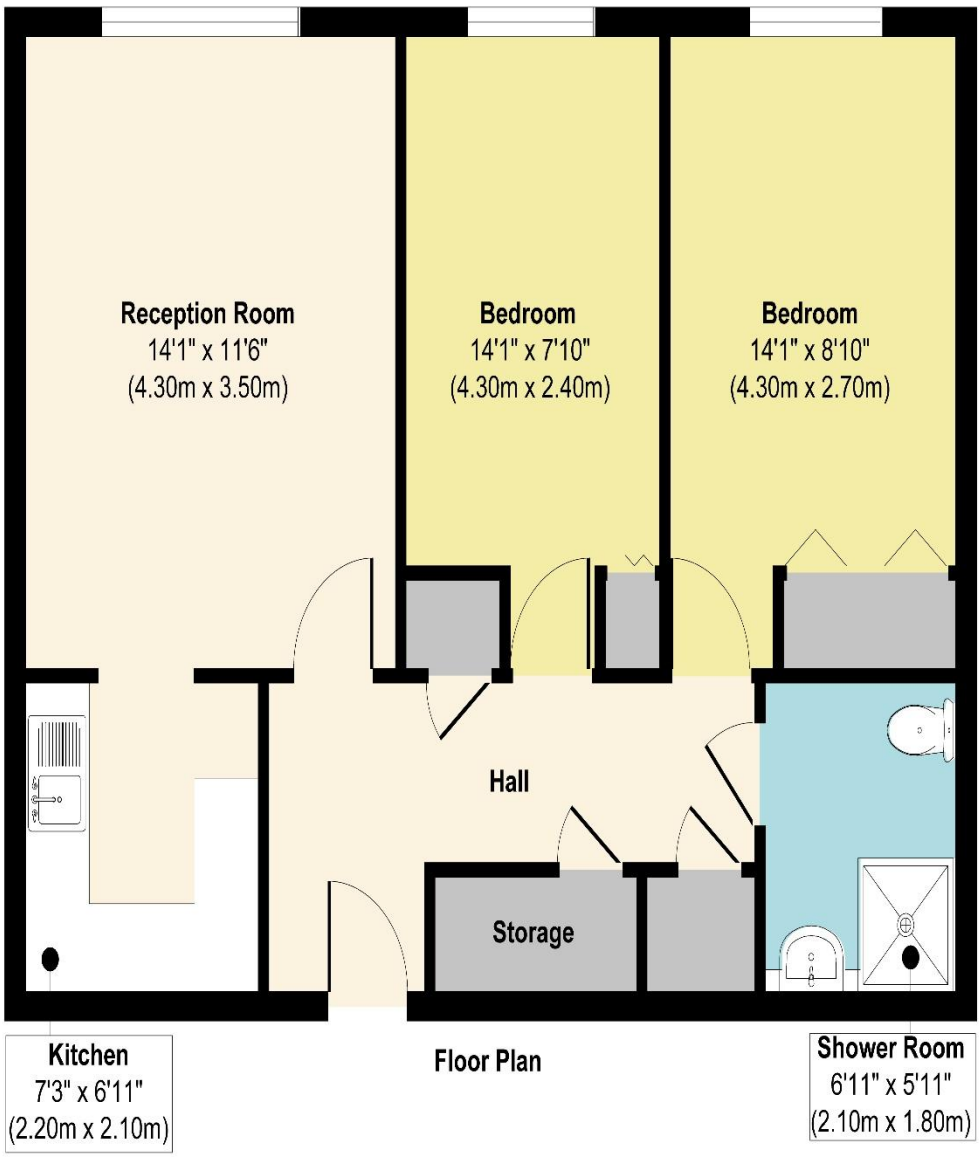 Reception Room
14'1" x 11'6"
(4.30m x 3.50m)
Bedroom
14'1" x 7'10"
(4.30m x 2.40m)
Bedroom
14'1" x 8'10"
(4.30m x 2.70m)
Hall
Storage
Kitchen
7'3" x 6'11"
(2.20m x 2.10m)
Floor Plan
Shower Room
6'11" x 5'11"
(2.10m x 1.80m)